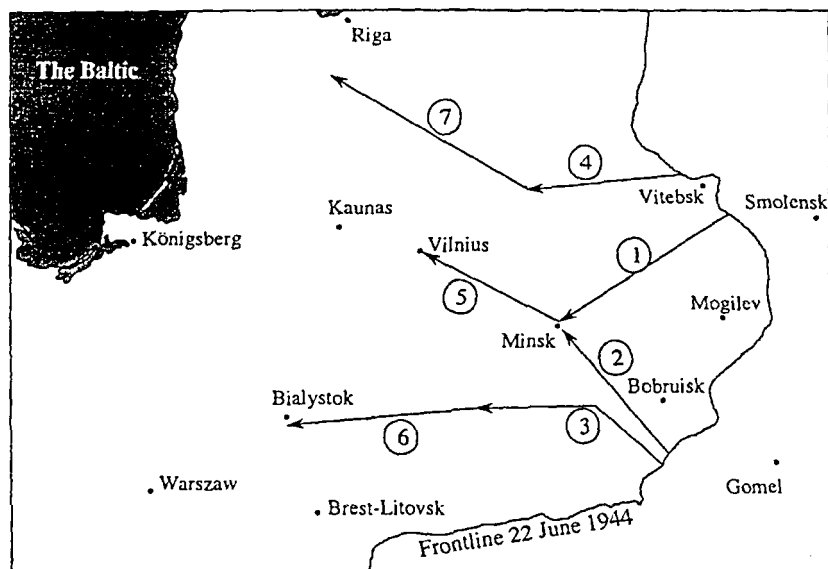 Riga
The Baltic
7
4
Vitebsk
Smolensk
Kaunas
Königsberg
Vilnius
1
5
Mogilev
Minsk
2
Bobruisk
Bialystok
3
6
Warszaw
Gomel
Brest-Litovsk
Frontline 22 June 1944